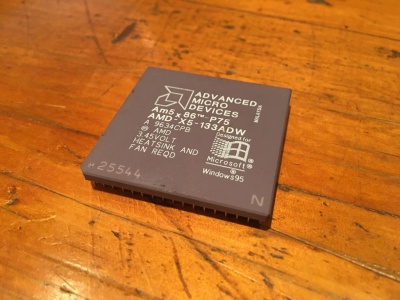 ADVANCED
MICRO
DEVICES
Am5x86™-P75
AMD-X5-133ADW
A 9634CPB
Ⓜ AMD
3.45VOLT
HEATSINK AND
FAN REQD
MALAYSIA
Designed for
Microsoft®
Windows95
25544
N